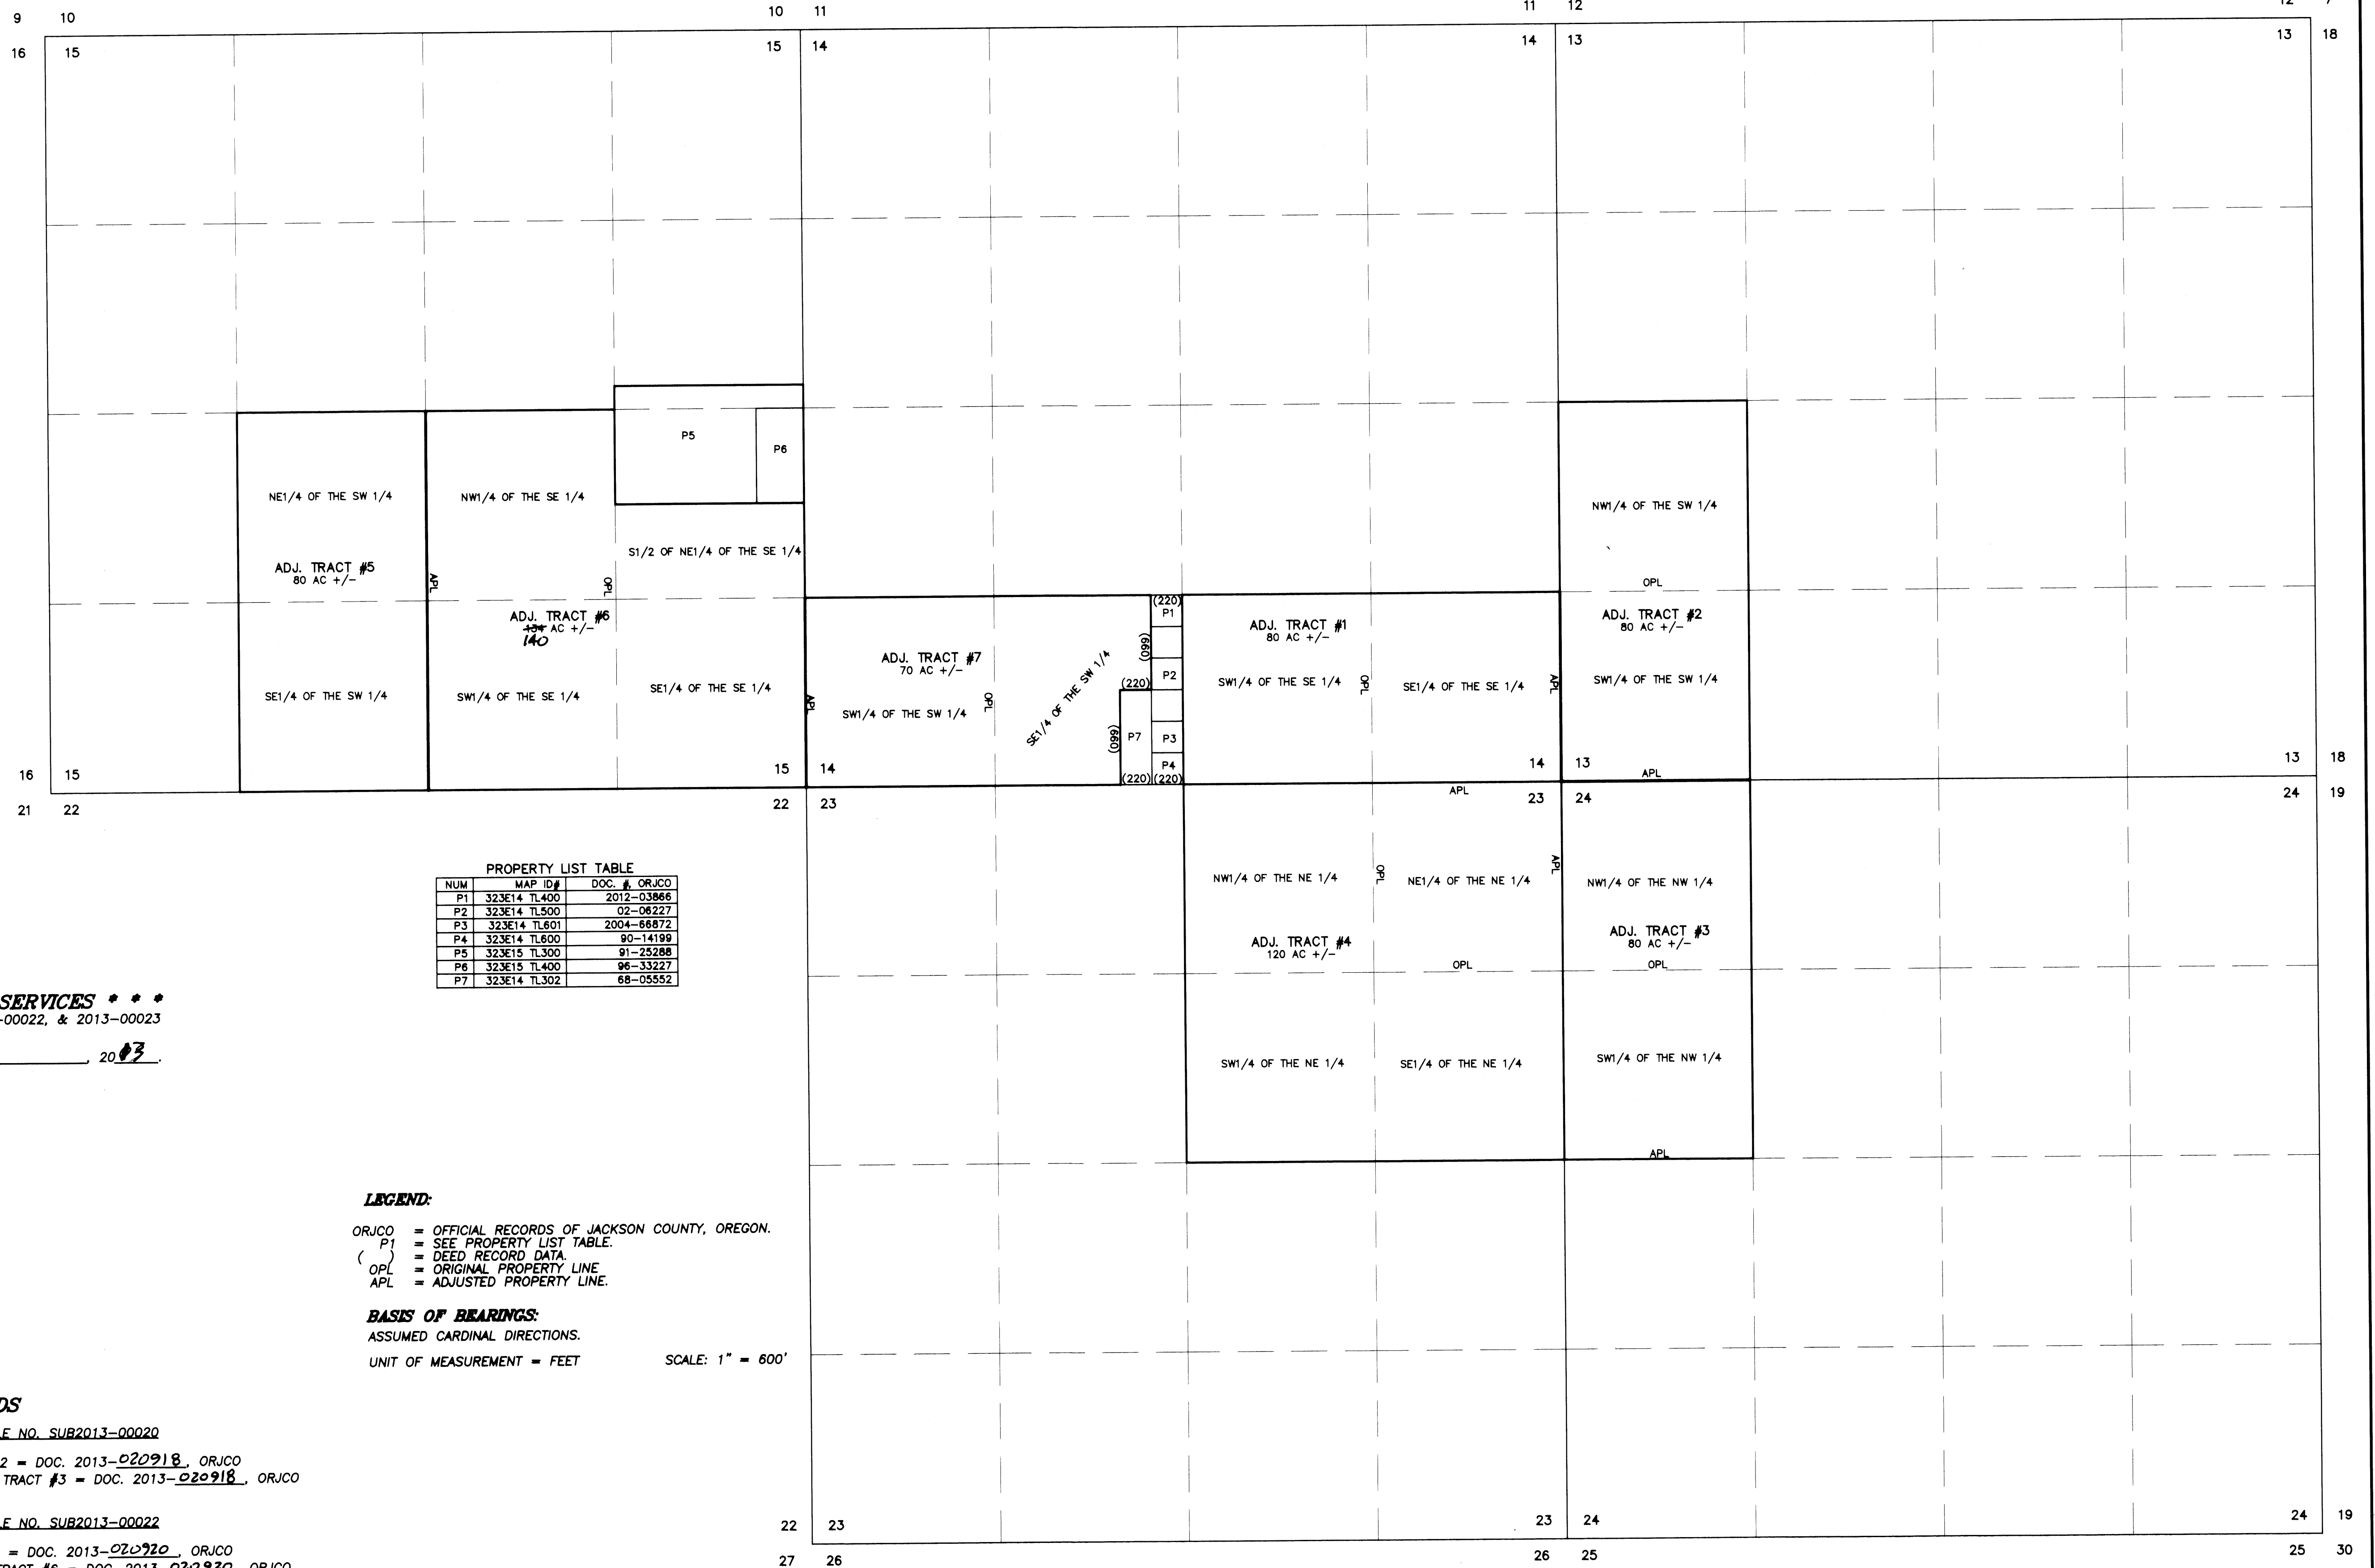 9 10 10 11 11 12 12 7
16 15 15 14 14 13 13 18
P5
P6
NE1/4 OF THE SW 1/4
NW1/4 OF THE SE 1/4
NW1/4 OF THE SW 1/4
S1/2 OF NE1/4 OF THE SE 1/4
ADJ. TRACT #5
80 AC +/-
APL
OPL
OPL
ADJ. TRACT #6
134 AC +/-
140
(220)
P1
(660)
ADJ. TRACT #1
80 AC +/-
ADJ. TRACT #2
80 AC +/-
ADJ. TRACT #7
70 AC +/-
SE1/4 OF THE SW 1/4
SW1/4 OF THE SE 1/4
SE1/4 OF THE SE 1/4
APL
SW1/4 OF THE SW 1/4
OPL
SE1/4 OF THE SW 1/4
(220)
P2
SW1/4 OF THE SE 1/4
OPL
SE1/4 OF THE SE 1/4
APL
SW1/4 OF THE SW 1/4
(660)
P7
P3
P4
(220) (220)
16 15 15 14 14 13 13 18
APL
21 22 22 23 23 24 24 19
APL
PROPERTY LIST TABLE
NUM MAP ID# DOC. #, ORJCO
P1 323E14 TL400 2012-03866
P2 323E14 TL500 02-06227
P3 323E14 TL601 2004-66872
P4 323E14 TL600 90-14199
P5 323E15 TL300 91-25288
P6 323E15 TL400 96-33227
P7 323E14 TL302 68-05552
NW1/4 OF THE NE 1/4
OPL
NE1/4 OF THE NE 1/4
APL
NW1/4 OF THE NW 1/4
ADJ. TRACT #4
120 AC +/-
ADJ. TRACT #3
80 AC +/-
OPL
OPL
SERVICES * * *
-00022, & 2013-00023
, 2013.
SW1/4 OF THE NE 1/4
SE1/4 OF THE NE 1/4
SW1/4 OF THE NW 1/4
APL
LEGEND:
ORJCO = OFFICIAL RECORDS OF JACKSON COUNTY, OREGON.
P1 = SEE PROPERTY LIST TABLE.
( ) = DEED RECORD DATA.
OPL = ORIGINAL PROPERTY LINE
APL = ADJUSTED PROPERTY LINE.
BASIS OF BEARINGS:
ASSUMED CARDINAL DIRECTIONS.
UNIT OF MEASUREMENT = FEET SCALE: 1" = 600'
DS
LE NO. SUB2013-00020
2 = DOC. 2013-020918, ORJCO
TRACT #3 = DOC. 2013-020918, ORJCO
LE NO. SUB2013-00022
= DOC. 2013-020920, ORJCO
TRACT #6 = DOC. 2013-020920, ORJCO
22 23 23 24 24 19
27 26 26 25 25 30